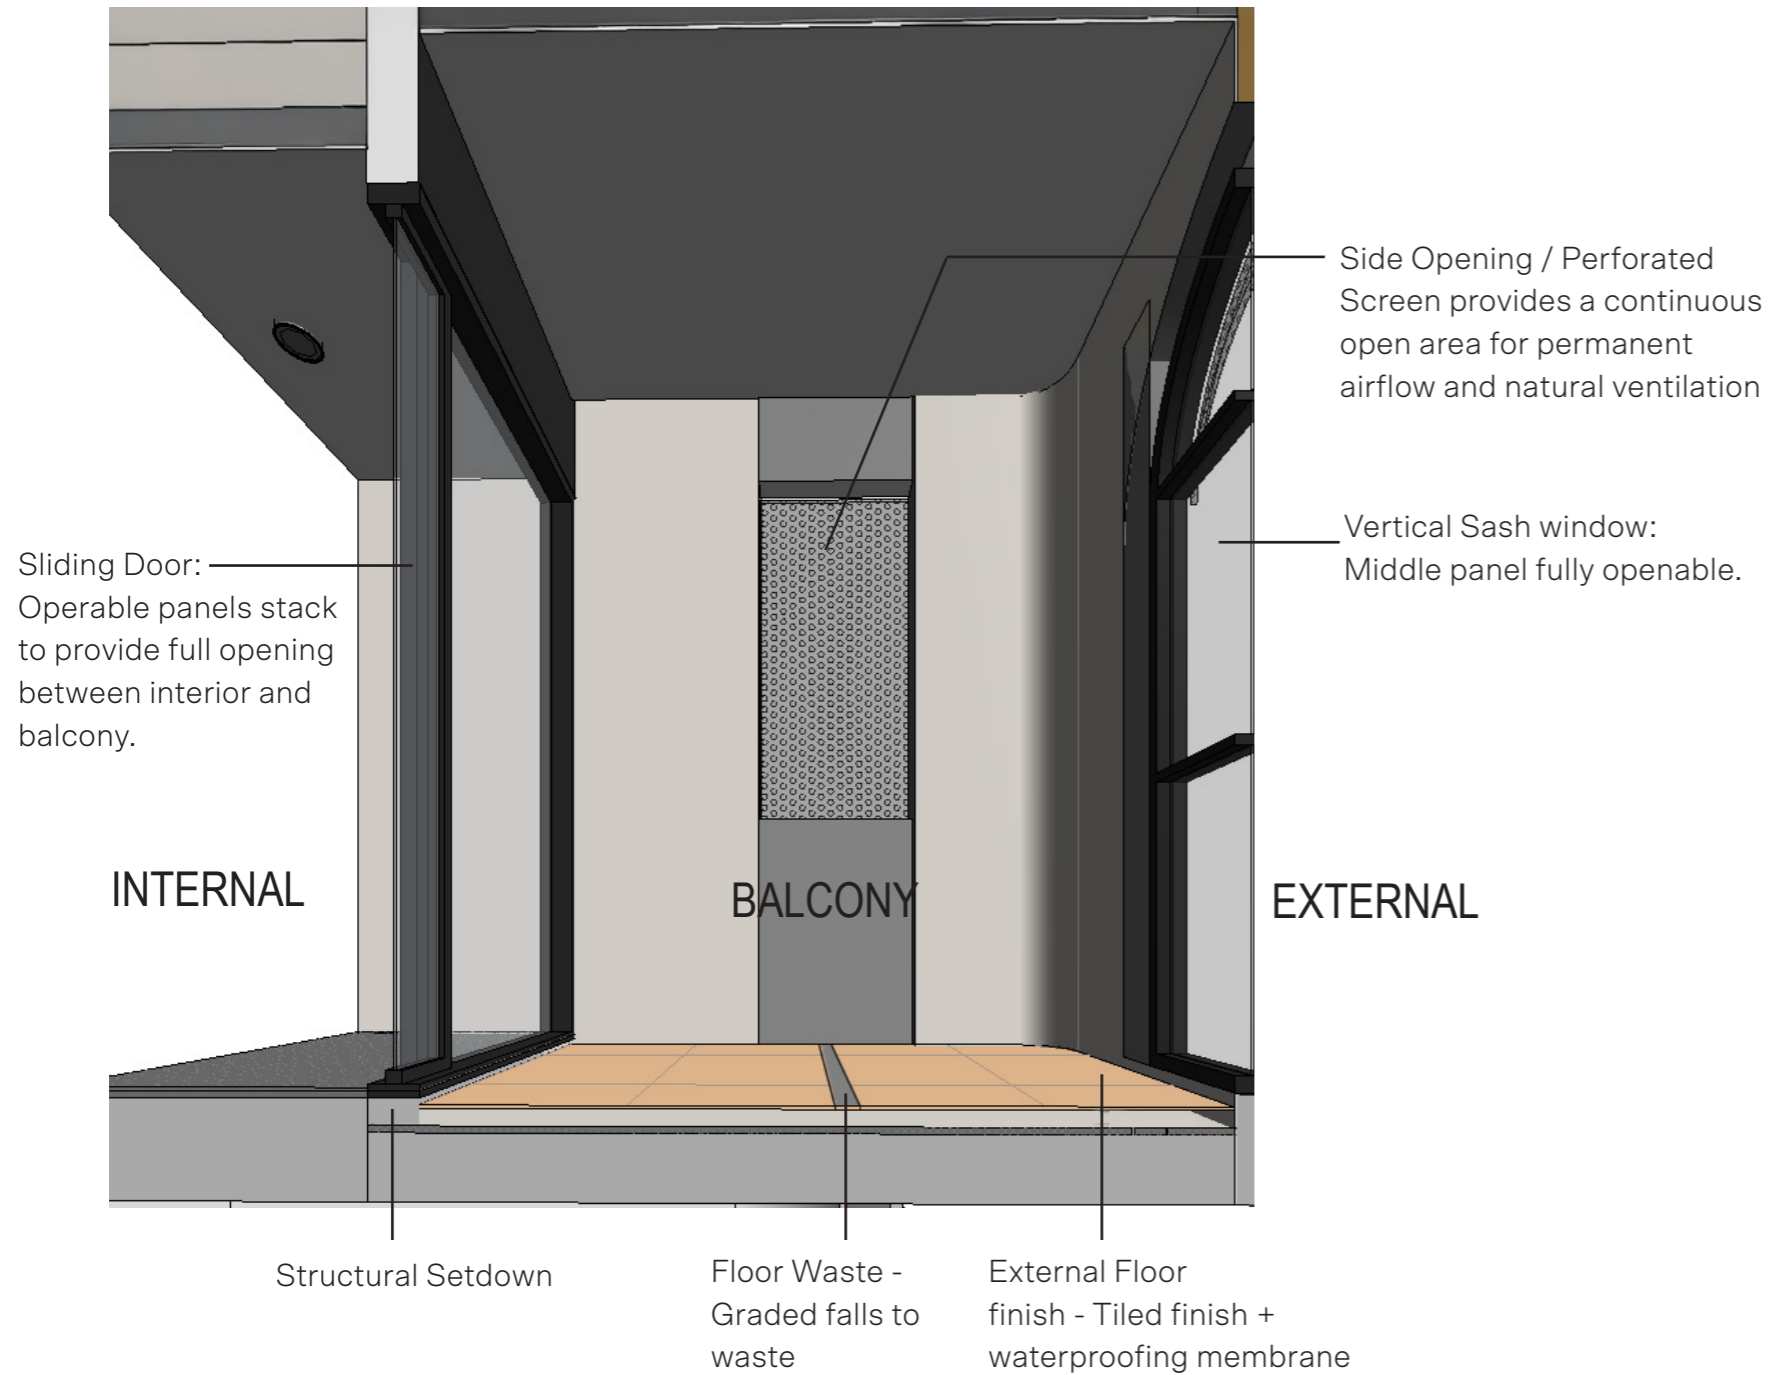 Side Opening / Perforated
Screen provides a continuous
open area for permanent
airflow and natural ventilation
Vertical Sash window:
Middle panel fully openable.
Sliding Door:
Operable panels stack
to provide full opening
between interior and
balcony.
INTERNAL
BALCONY
EXTERNAL
Structural Setdown
Floor Waste -
Graded falls to
waste
External Floor
finish - Tiled finish +
waterproofing membrane